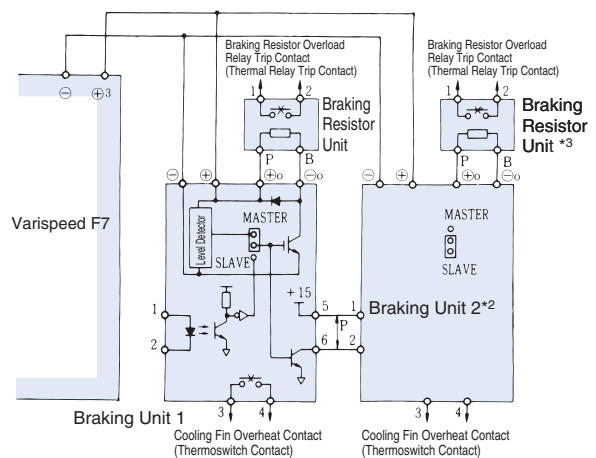 Braking Resistor Overload
Relay Trip Contact
(Thermal Relay Trip Contact)
Braking Resistor Overload
Relay Trip Contact
(Thermal Relay Trip Contact)
⊖ ⊕3
1 2
Braking
Resistor
Unit
P B
1 2
Braking
Resistor
Unit *3
P B
⊖ ⊕ ⊕o ⊖o
⊖ ⊕ ⊕o ⊖o
Varispeed F7
Level Detector
MASTER
SLAVE
MASTER
SLAVE
+15
1
2
5
6
P
1
2
Braking Unit 2*2
Braking Unit 1
3 4
3 4
Cooling Fin Overheat Contact
(Thermoswitch Contact)
Cooling Fin Overheat Contact
(Thermoswitch Contact)